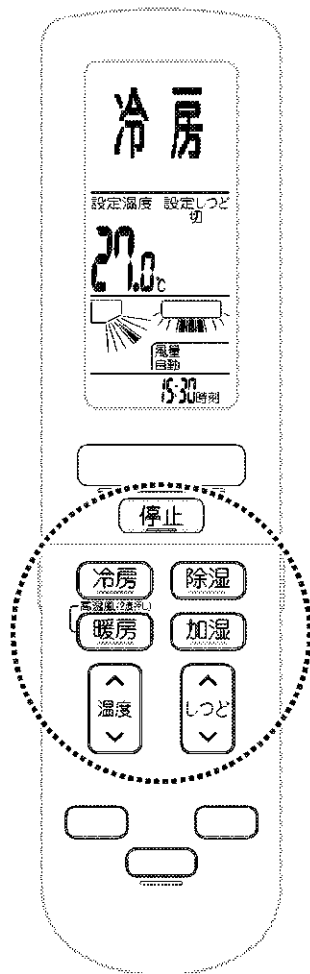 冷房
設定温度 設定しつど
切
27.0℃
風量
自動
15:30時刻
停止
冷房 除湿
高温風(2度押し)
暖房 加湿
温度 しつど